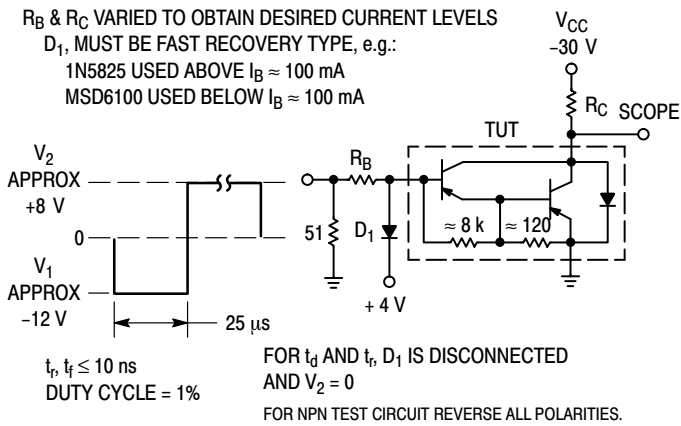 R_B & R_C VARIED TO OBTAIN DESIRED CURRENT LEVELS
D_1, MUST BE FAST RECOVERY TYPE, e.g.:
1N5825 USED ABOVE I_B ≈ 100 mA
MSD6100 USED BELOW I_B ≈ 100 mA
V_CC
−30 V
R_C
SCOPE
TUT
V_2
APPROX
+8 V
0
V_1
APPROX
−12 V
25 μs
R_B
51
D_1
+ 4 V
≈ 8 k
≈ 120
t_r, t_f ≤ 10 ns
DUTY CYCLE = 1%
FOR t_d AND t_r, D_1 IS DISCONNECTED
AND V_2 = 0
FOR NPN TEST CIRCUIT REVERSE ALL POLARITIES.